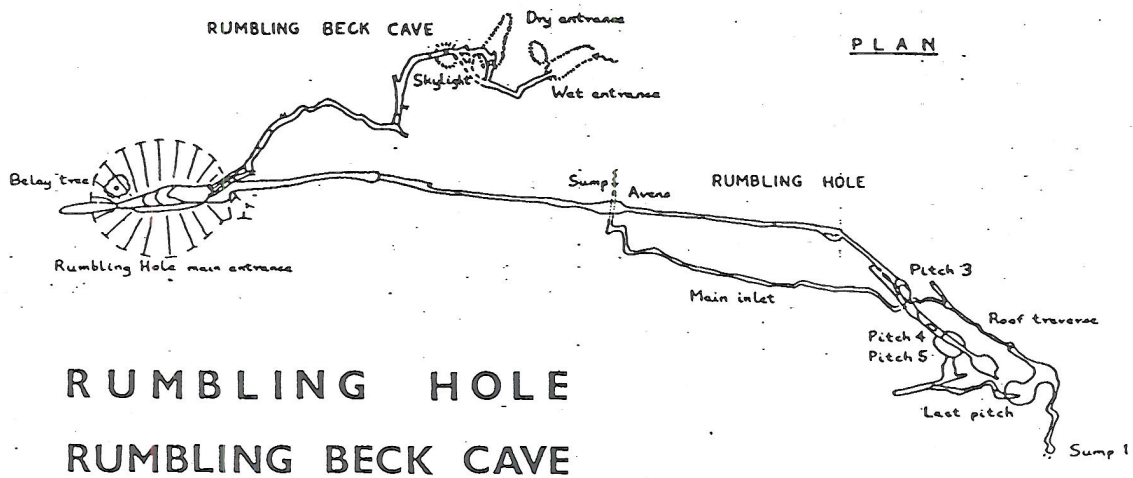 RUMBLING BECK CAVE
Dry entrance
PLAN
Skylight
Wet entrance
Belay tree
Sump
Avens
RUMBLING HOLE
Rumbling Hole main entrance
Pitch 3
Main inlet
Roof traverse
Pitch 4
Pitch 5
Last pitch
Sump 1
RUMBLING HOLE
RUMBLING BECK CAVE